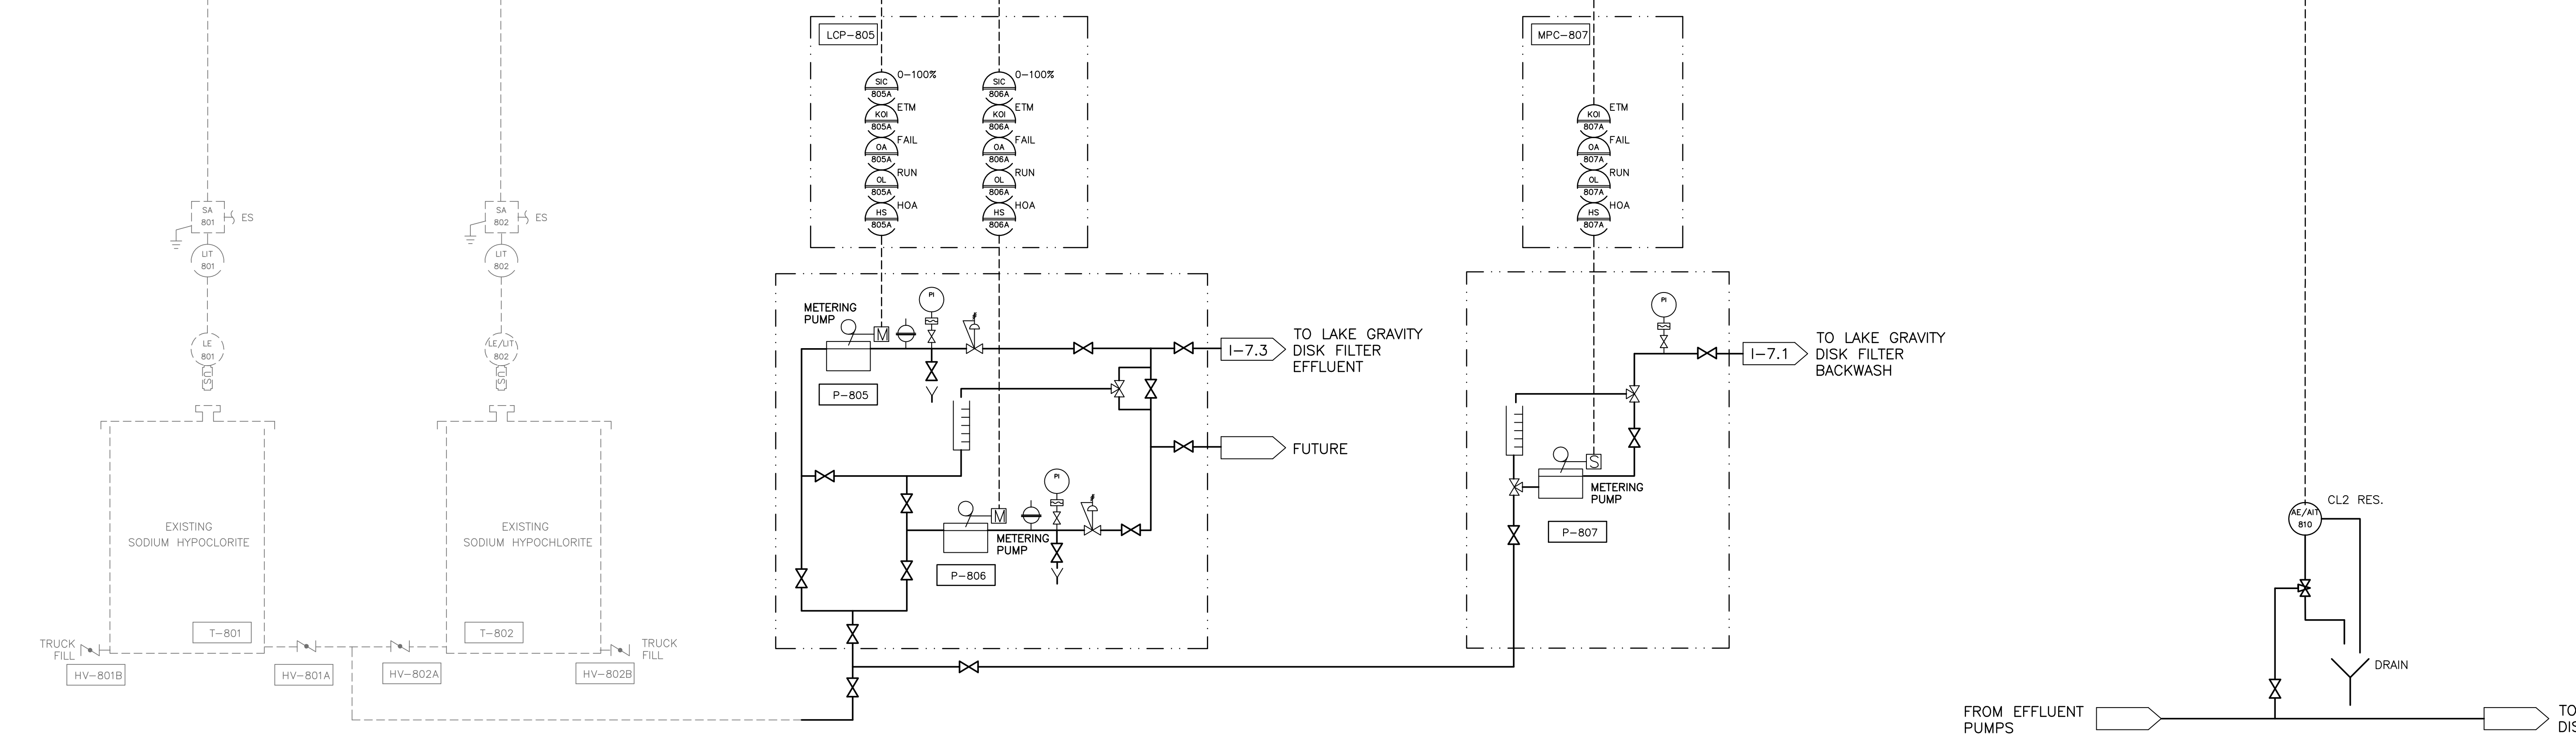 SA
801
ES
LIT
801
LE
801
US
EXISTING
SODIUM HYPOCLORITE
T-801
TRUCK
FILL
HV-801B
HV-801A
SA
802
ES
LIT
802
LE/LIT
802
US
EXISTING
SODIUM HYPOCHLORITE
T-802
HV-802A
TRUCK
FILL
HV-802B
LCP-805
SIC
805A
0-100%
KOI
805A
ETM
OA
805A
FAIL
OL
805A
RUN
HS
805A
HOA
SIC
806A
0-100%
KOI
806A
ETM
OA
806A
FAIL
OL
806A
RUN
HS
806A
HOA
METERING
PUMP
M
PI
P-805
I-7.3
TO LAKE GRAVITY
DISK FILTER
EFFLUENT
FUTURE
M
PI
METERING
PUMP
P-806
MPC-807
KOI
807A
ETM
OA
807A
FAIL
OL
807A
RUN
HS
807A
HOA
PI
I-7.1
TO LAKE GRAVITY
DISK FILTER
BACKWASH
S
METERING
PUMP
P-807
CL2 RES.
AE/AIT
810
DRAIN
FROM EFFLUENT
PUMPS